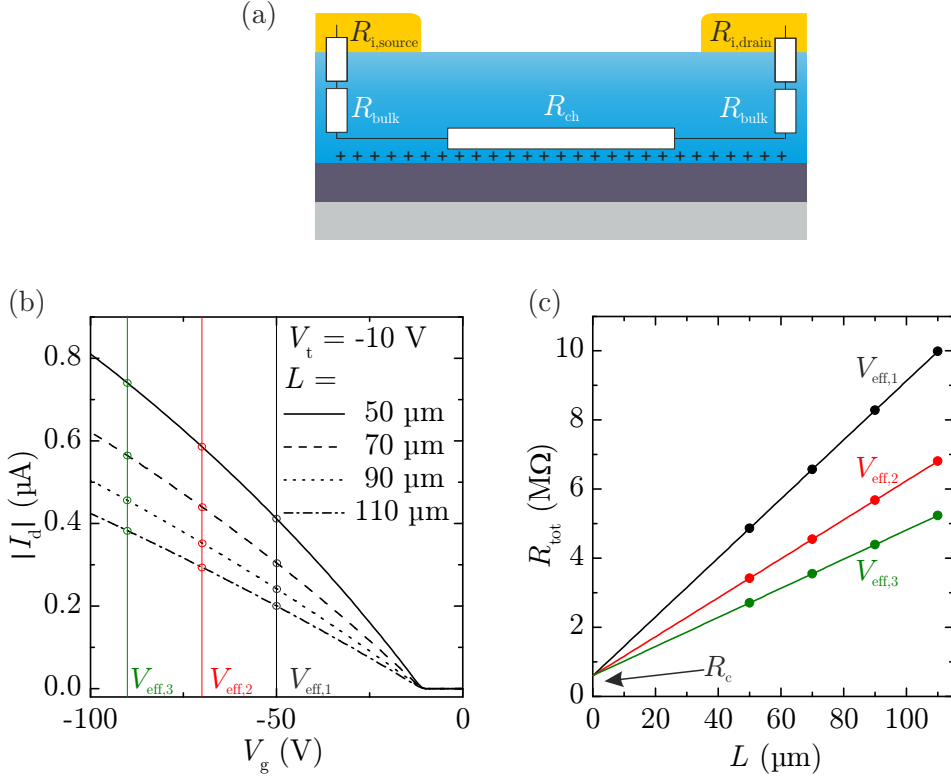 (a)
R_i,source
R_i,drain
R_bulk
R_ch
R_bulk
+ + + + + + + + + + + + + + + + + + + + + + + +
(b)
V_t = -10 V
L =
50 µm
70 µm
90 µm
110 µm
0.8
0.6
0.4
0.2
0.0
|I_d| (µA)
V_eff,3
V_eff,2
V_eff,1
-100
-50
0
V_g (V)
(c)
10
8
6
4
2
0
R_tot (MΩ)
V_eff,1
V_eff,2
V_eff,3
R_c
0 20 40 60 80 100
L (µm)